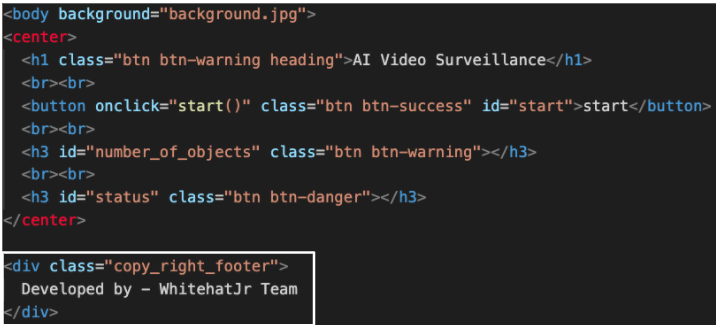 <body background="background.jpg">
<center>
<h1 class="btn btn-warning heading">AI Video Surveillance</h1>
<br><br>
<button onclick="start()" class="btn btn-success" id="start">start</button>
<br><br>
<h3 id="number_of_objects" class="btn btn-warning"></h3>
<br><br>
<h3 id="status" class="btn btn-danger"></h3>
</center>
<div class="copy_right_footer">
Developed by – WhitehatJr Team
</div>